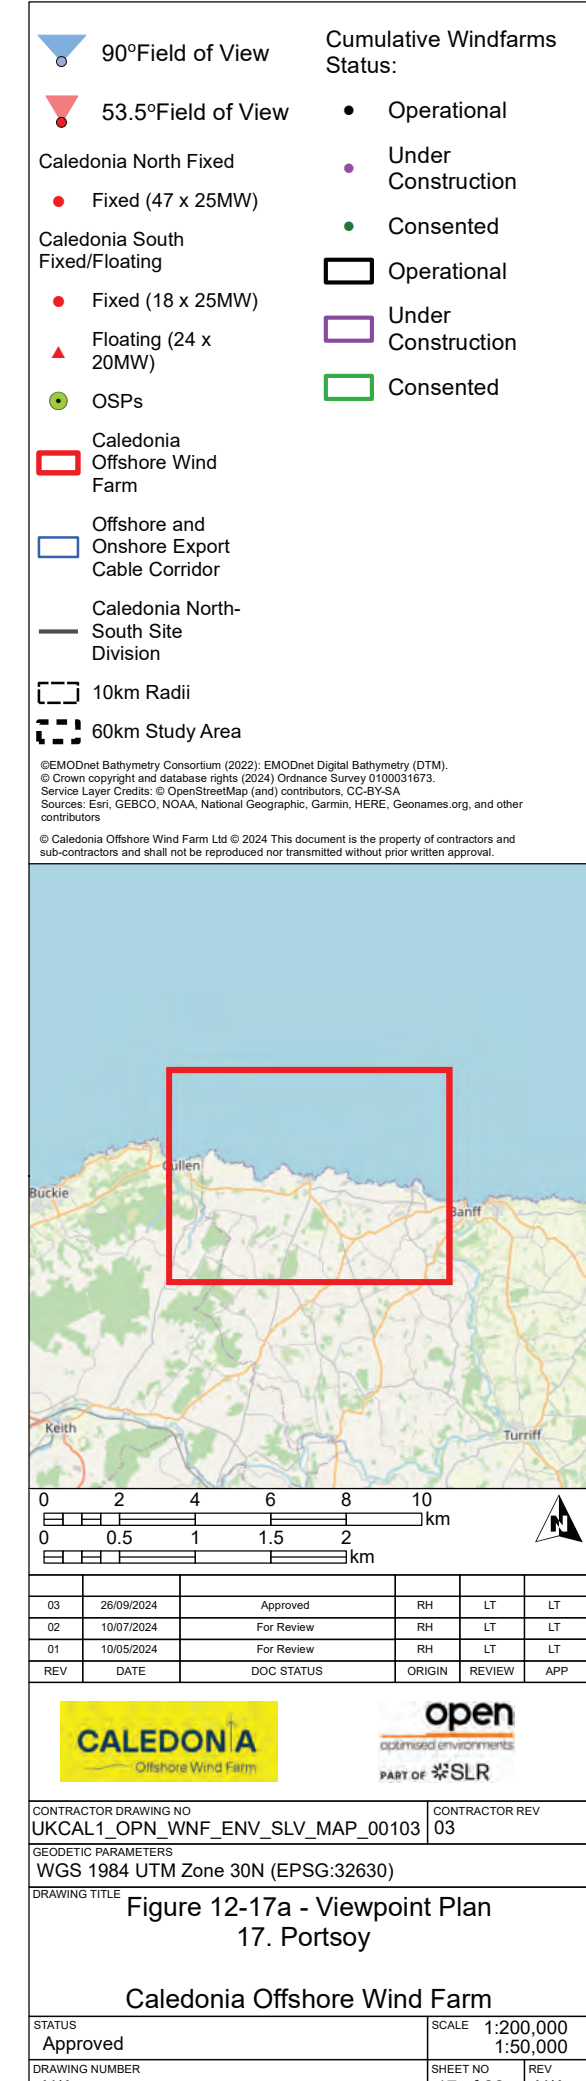 90°Field of View
53.5°Field of View
Caledonia North Fixed
Fixed (47 x 25MW)
Caledonia South
Fixed/Floating
Fixed (18 x 25MW)
Floating (24 x
20MW)
OSPs
Caledonia
Offshore Wind
Farm
Offshore and
Onshore Export
Cable Corridor
Caledonia North-
South Site
Division
10km Radii
60km Study Area
Cumulative Windfarms
Status:
Operational
Under
Construction
Consented
Operational
Under
Construction
Consented
©EMODnet Bathymetry Consortium (2022): EMODnet Digital Bathymetry (DTM).
© Crown copyright and database rights (2024) Ordnance Survey 0100031673.
Service Layer Credits: © OpenStreetMap (and) contributors, CC-BY-SA
Sources: Esri, GEBCO, NOAA, National Geographic, Garmin, HERE, Geonames.org, and other
contributors
© Caledonia Offshore Wind Farm Ltd © 2024 This document is the property of contractors and
sub-contractors and shall not be reproduced nor transmitted without prior written approval.
Cullen
Buckie
Banff
Keith
Turriff
0 2 4 6 8 10
km
0 0.5 1 1.5 2
km
N
03 26/09/2024 Approved RH LT LT
02 10/07/2024 For Review RH LT LT
01 10/05/2024 For Review RH LT LT
REV DATE DOC STATUS ORIGIN REVIEW APP
CALEDONIA
Offshore Wind Farm
open
optimised environments
PART OF SLR
CONTRACTOR DRAWING NO
UKCAL1_OPN_WNF_ENV_SLV_MAP_00103
CONTRACTOR REV
03
GEODETIC PARAMETERS
WGS 1984 UTM Zone 30N (EPSG:32630)
DRAWING TITLE
Figure 12-17a - Viewpoint Plan
17. Portsoy
Caledonia Offshore Wind Farm
STATUS
Approved
SCALE
1:200,000
1:50,000
DRAWING NUMBER
SHEET NO
REV